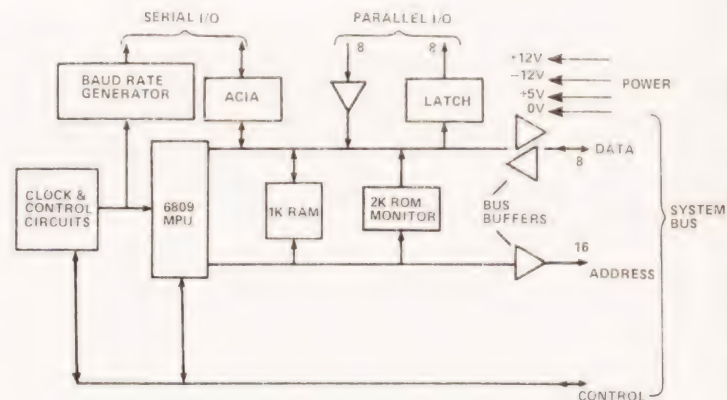 SERIAL I/O
PARALLEL I/O
8
8
+12V
−12V
+5V
0V
POWER
BAUD RATE
GENERATOR
ACIA
LATCH
DATA
8
CLOCK &
CONTROL
CIRCUITS
6809
MPU
1K RAM
2K ROM
MONITOR
BUS
BUFFERS
SYSTEM
BUS
16
ADDRESS
CONTROL